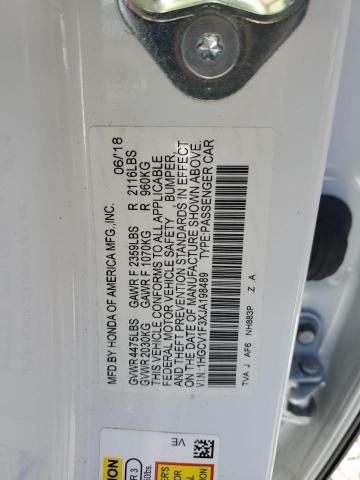 MFD. BY HONDA OF AMERICA MFG., INC. 06/18
GVWR 4475LBS GAWR F 2359LBS R 2116LBS
GVWR 2030KG GAWR F 1070KG R 960KG
THIS VEHICLE CONFORMS TO ALL APPLICABLE
FEDERAL MOTOR VEHICLE SAFETY, BUMPER,
AND THEFT PREVENTION STANDARDS IN EFFECT
ON THE DATE OF MANUFACTURE SHOWN ABOVE.
V.I.N.:1HGCV1F3XJA198489 TYPE:PASSENGER CAR
TVA J AF6 NH883P Z .A
VE